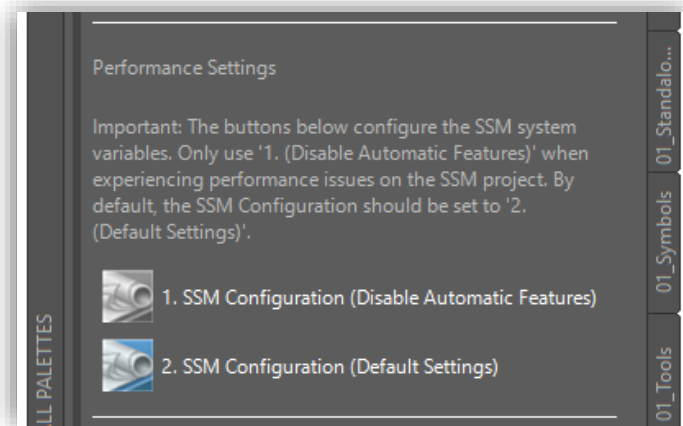 Performance Settings
Important: The buttons below configure the SSM system
variables. Only use '1. (Disable Automatic Features)' when
experiencing performance issues on the SSM project. By
default, the SSM Configuration should be set to '2.
(Default Settings)'.
1. SSM Configuration (Disable Automatic Features)
2. SSM Configuration (Default Settings)
LL PALETTES
01_Standalo...
01_Symbols
01_Tools